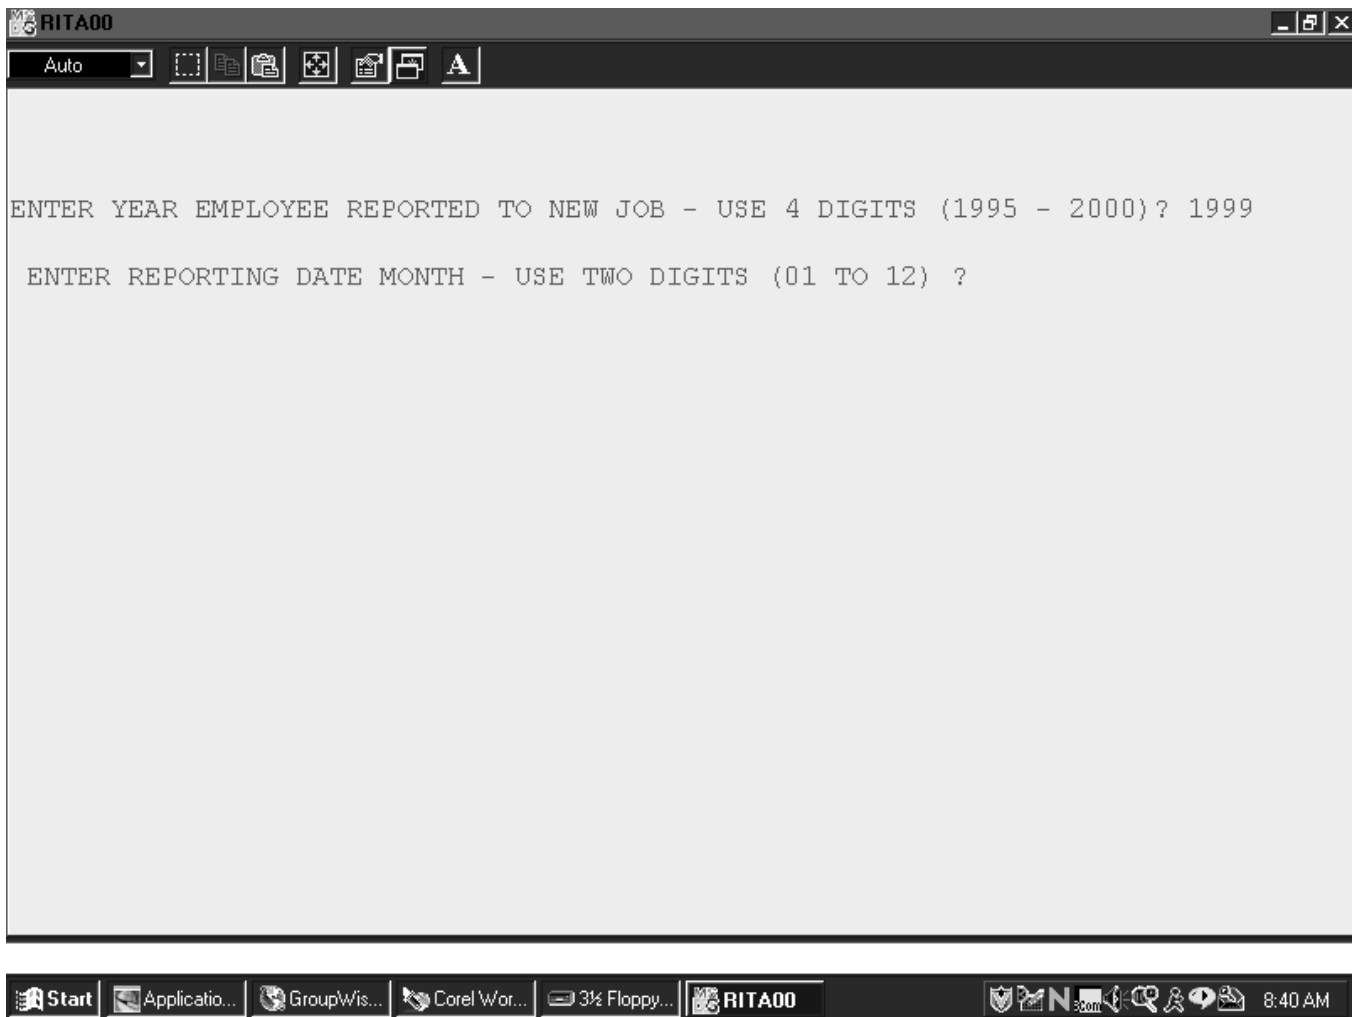 RITA00
Auto
A
ENTER YEAR EMPLOYEE REPORTED TO NEW JOB - USE 4 DIGITS (1995 - 2000)? 1999
ENTER REPORTING DATE MONTH - USE TWO DIGITS (01 TO 12) ?
Start Applicatio... GroupWis... Corel Wor... 3½ Floppy... RITA00 N 3Com 8:40 AM